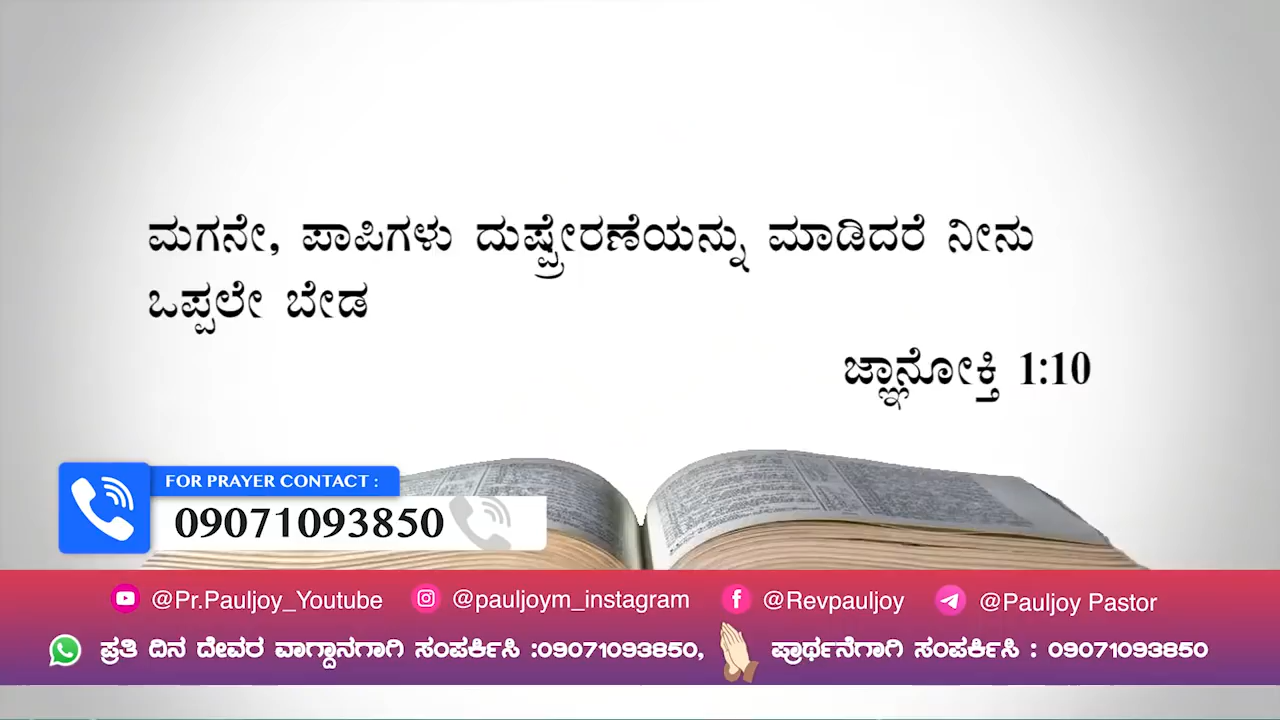 ಮಗನೇ, ಪಾಪಿಗಳು ದುಷ್ಪ್ರೇರಣೆಯನ್ನು ಮಾಡಿದರೆ ನೀನು
ಒಪ್ಪಲೇ ಬೇಡ
ಜ್ಞಾನೋಕ್ತಿ 1:10
FOR PRAYER CONTACT :
09071093850
@Pr.Pauljoy_Youtube @pauljoym_instagram @Revpauljoy @Pauljoy Pastor
ಪ್ರತಿ ದಿನ ದೇವರ ವಾಗ್ದಾನಗಾಗಿ ಸಂಪರ್ಕಿಸಿ :09071093850, ಪ್ರಾರ್ಥನೆಗಾಗಿ ಸಂಪರ್ಕಿಸಿ : 09071093850